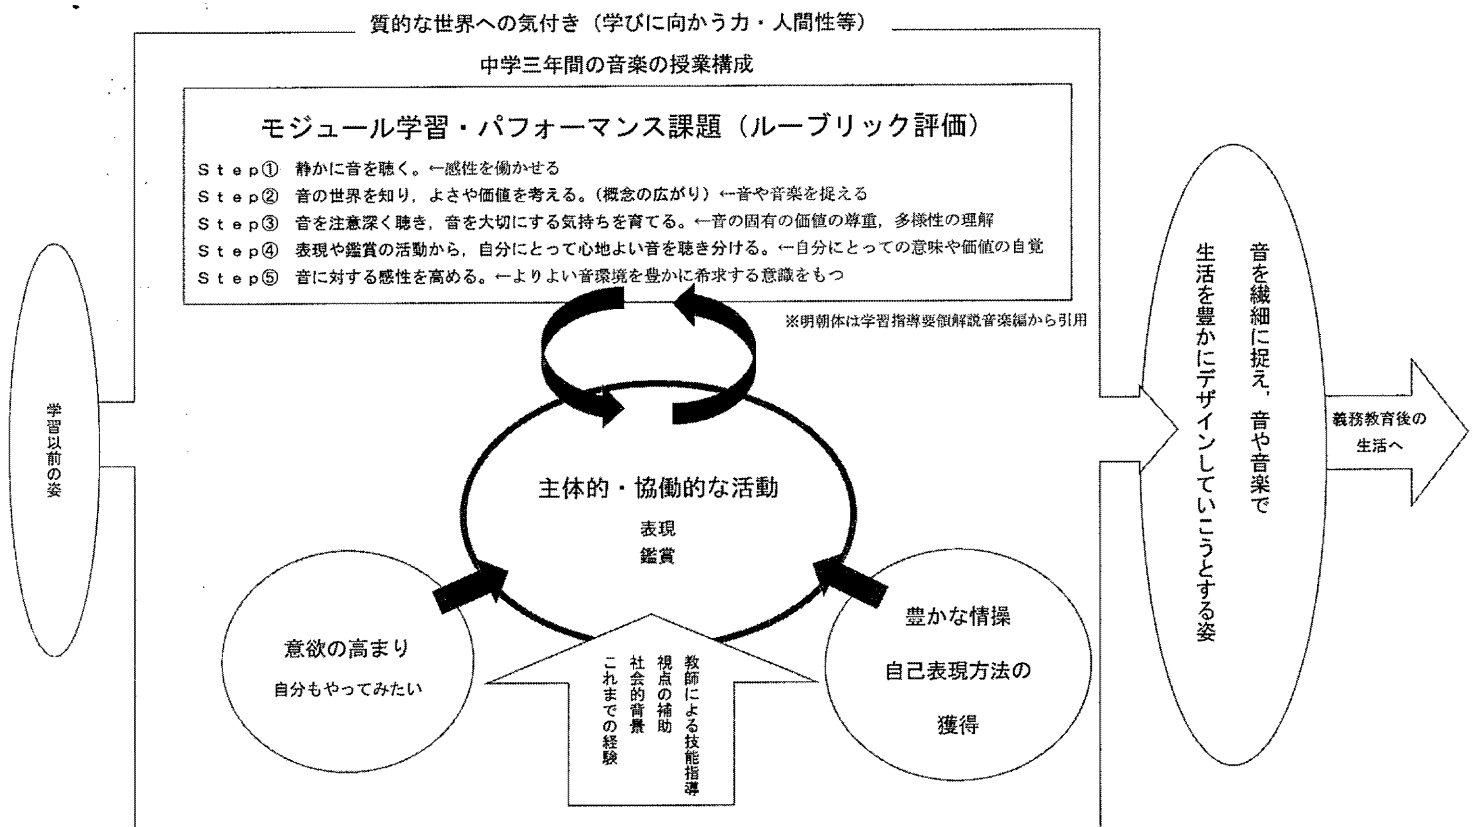 質的な世界への気付き（学びに向かう力・人間性等）
中学三年間の音楽の授業構成
モジュール学習・パフォーマンス課題（ルーブリック評価）
Ｓｔｅｐ① 静かに音を聴く。←感性を働かせる
Ｓｔｅｐ② 音の世界を知り，よさや価値を考える。（概念の広がり）←音や音楽を捉える
Ｓｔｅｐ③ 音を注意深く聴き，音を大切にする気持ちを育てる。←音の固有の価値の尊重，多様性の理解
Ｓｔｅｐ④ 表現や鑑賞の活動から，自分にとって心地よい音を聴き分ける。←自分にとっての意味や価値の自覚
Ｓｔｅｐ⑤ 音に対する感性を高める。←よりよい音環境を豊かに希求する意識をもつ
※明朝体は学習指導要領解説音楽編から引用
学習以前の姿
主体的・協働的な活動
表現
鑑賞
意欲の高まり
自分もやってみたい
教師による技能指導
視点の補助
社会的背景
これまでの経験
豊かな情操
自己表現方法の
獲得
音を繊細に捉え，音や音楽で
生活を豊かにデザインしていこうとする姿
義務教育後の
生活へ